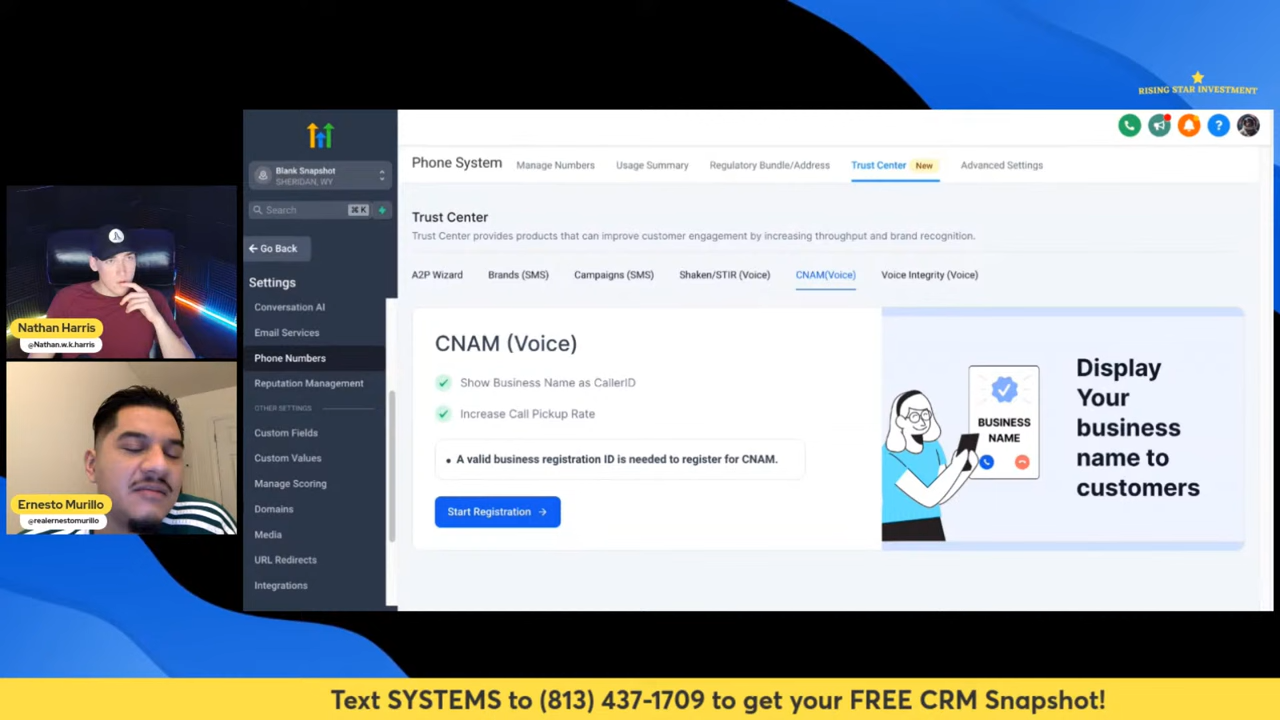 RISING STAR INVESTMENT
Blank Snapshot
SHERIDAN, WY
Search
⌘ K
Go Back
Settings
Conversation AI
Email Services
Phone Numbers
Reputation Management
OTHER SETTINGS
Custom Fields
Custom Values
Manage Scoring
Domains
Media
URL Redirects
Integrations
Phone System
Manage Numbers
Usage Summary
Regulatory Bundle/Address
Trust Center New
Advanced Settings
Trust Center
Trust Center provides products that can improve customer engagement by increasing throughput and brand recognition.
A2P Wizard
Brands (SMS)
Campaigns (SMS)
Shaken/STIR (Voice)
CNAM(Voice)
Voice Integrity (Voice)
CNAM (Voice)
Show Business Name as CallerID
Increase Call Pickup Rate
• A valid business registration ID is needed to register for CNAM.
Start Registration →
BUSINESS
NAME
Display
Your
business
name to
customers
Nathan Harris
@Nathan.w.k.harris
Ernesto Murillo
@realernestomurillo
Text SYSTEMS to (813) 437-1709 to get your FREE CRM Snapshot!